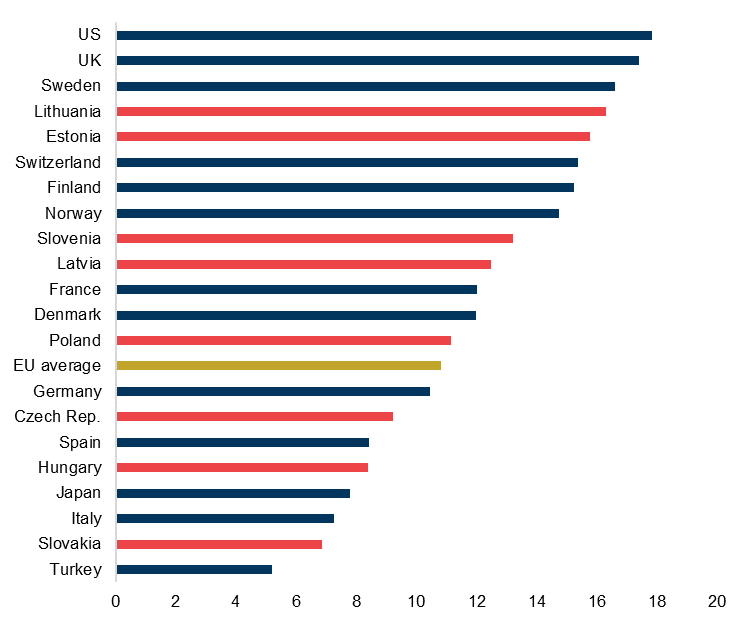 US
UK
Sweden
Lithuania
Estonia
Switzerland
Finland
Norway
Slovenia
Latvia
France
Denmark
Poland
EU average
Germany
Czech Rep.
Spain
Hungary
Japan
Italy
Slovakia
Turkey
0 2 4 6 8 10 12 14 16 18 20